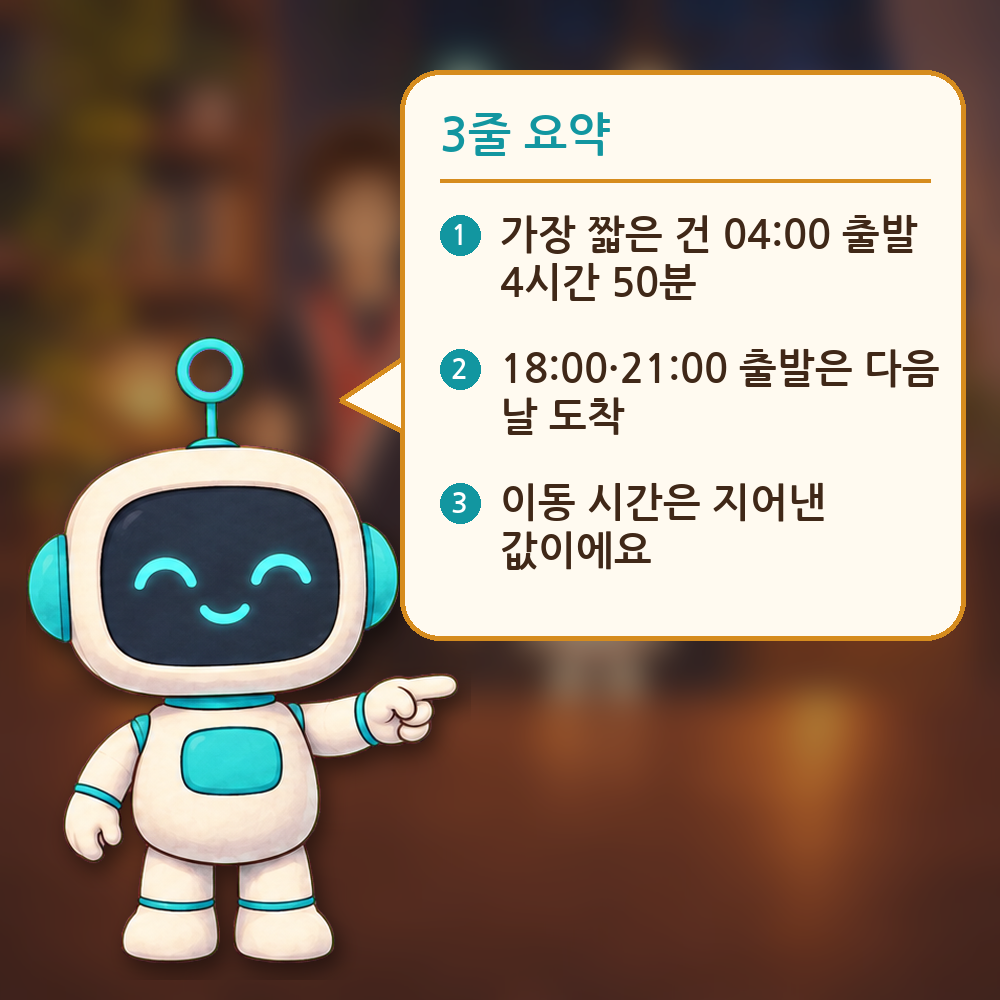 3줄 요약
1 가장 짧은 건 04:00 출발
4시간 50분
2 18:00·21:00 출발은 다음
날 도착
3 이동 시간은 지어낸
값이에요